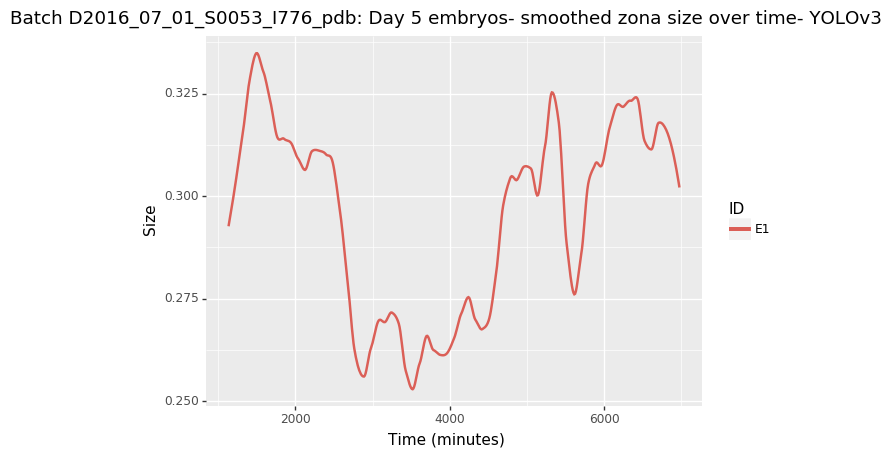 Batch D2016_07_01_S0053_I776_pdb: Day 5 embryos- smoothed zona size over time- YOLOv3
0.325
0.300
0.275
0.250
Size
2000
4000
6000
Time (minutes)
ID
E1